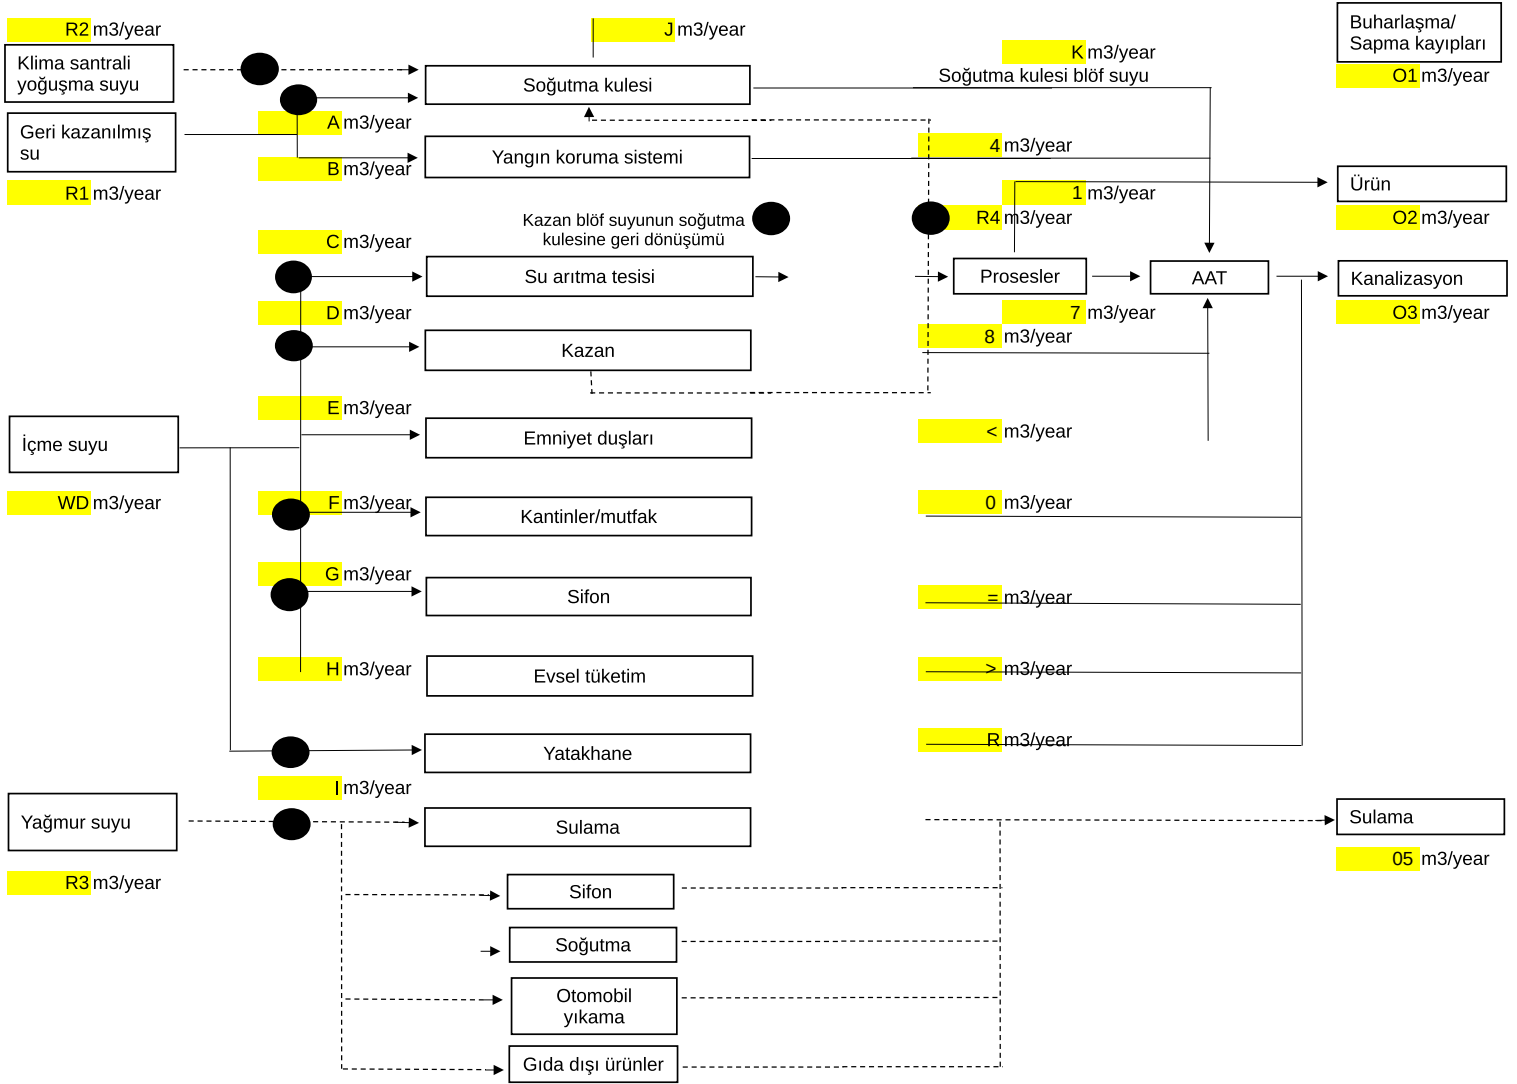 R2 m3/year
Klima santrali
yoğuşma suyu
J m3/year
K m3/year
Soğutma kulesi blöf suyu
Buharlaşma/
Sapma kayıpları
O1 m3/year
Soğutma kulesi
A m3/year
Geri kazanılmış
su
R1 m3/year
B m3/year
Yangın koruma sistemi
4 m3/year
1 m3/year
R4 m3/year
Ürün
O2 m3/year
Kazan blöf suyunun soğutma
kulesine geri dönüşümü
C m3/year
Su arıtma tesisi
Prosesler
AAT
Kanalizasyon
O3 m3/year
D m3/year
7 m3/year
8 m3/year
Kazan
E m3/year
Emniyet duşları
< m3/year
İçme suyu
WD m3/year
F m3/year
Kantinler/mutfak
0 m3/year
G m3/year
Sifon
= m3/year
H m3/year
Evsel tüketim
> m3/year
Yatakhane
R m3/year
I m3/year
Yağmur suyu
R3 m3/year
Sulama
Sulama
05 m3/year
Sifon
Soğutma
Otomobil
yıkama
Gıda dışı ürünler